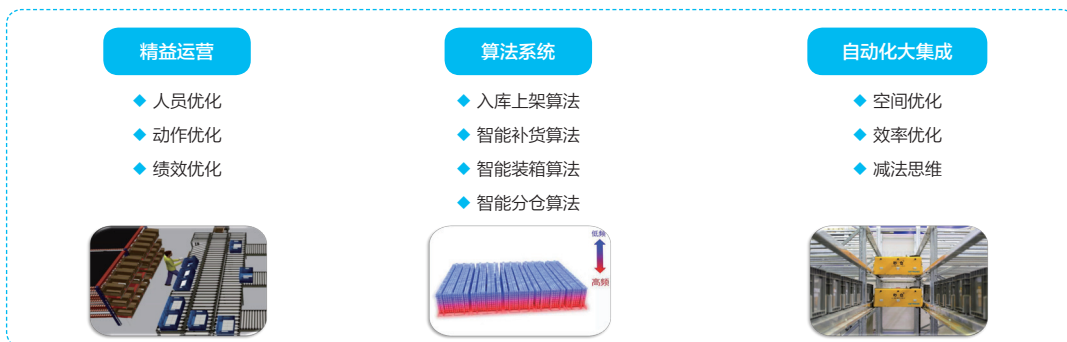 精益运营
人员优化
动作优化
绩效优化
算法系统
入库上架算法
智能补货算法
智能装箱算法
智能分仓算法
低频
高频
自动化大集成
空间优化
效率优化
减法思维